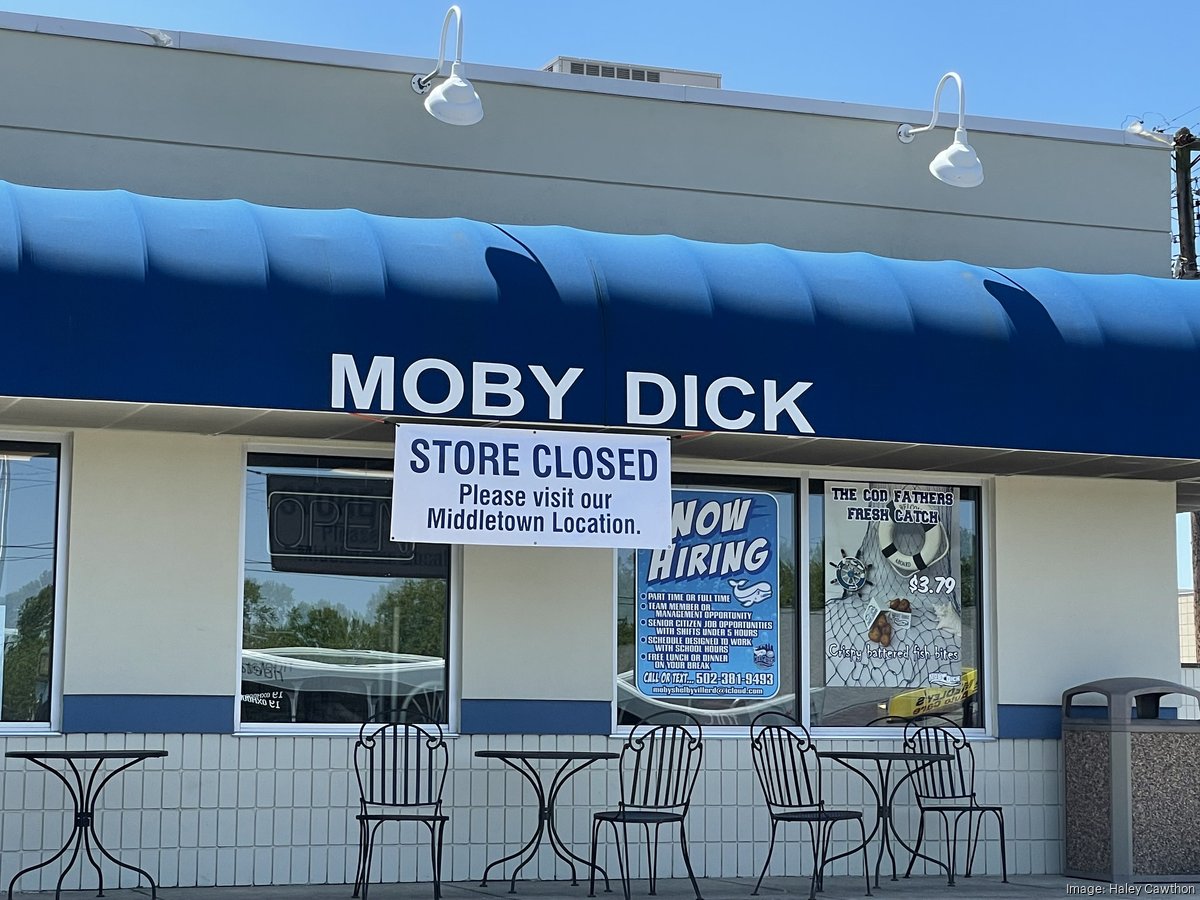 MOBY DICK
STORE CLOSED
Please visit our
Middletown Location.
OPEN
NOW
HIRING
• PART TIME OR FULL TIME
• TEAM MEMBER OR
MANAGEMENT OPPORTUNITY
• SENIOR CITIZEN JOB OPPORTUNITIES
WITH SHIFTS UNDER 5 HOURS
• SCHEDULE DESIGNED TO WORK
WITH SCHOOL HOURS
• FREE LUNCH OR DINNER
ON YOUR BREAK
CALL OR TEXT... 502-381-9493
mobyshelbyvillerd@icloud.com
THE COD FATHERS
FRESH CATCH
$3.79
Crispy battered fish bites
Image: Haley Cawthon